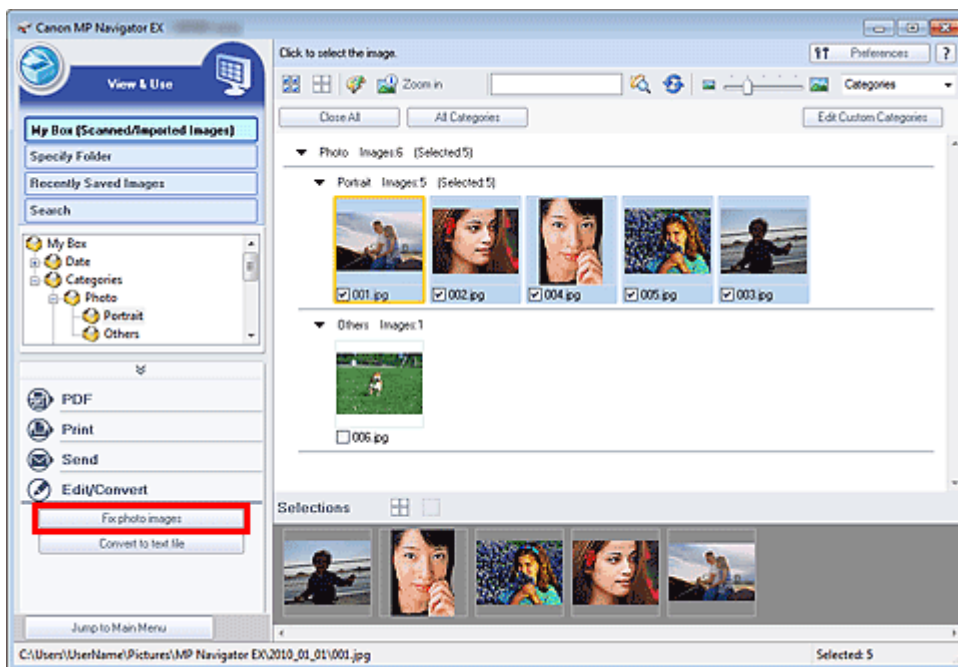 Canon MP Navigator EX
Click to select the image.
Preferences
?
View & Use
Zoom in
Categories
Close All
All Categories
Edit Custom Categories
My Box (Scanned/Imported Images)
Specify Folder
Recently Saved Images
Search
Photo Images:6 (Selected:5)
Portrait Images:5 (Selected:5)
001.jpg
002.jpg
004.jpg
005.jpg
003.jpg
My Box
Date
Categories
Photo
Portrait
Others
Others Images:1
006.jpg
PDF
Print
Send
Edit/Convert
Fix photo images
Convert to text file
Selections
Jump to Main Menu
C:\Users\UserName\Pictures\MP Navigator EX\2010_01_01\001.jpg
Selected: 5